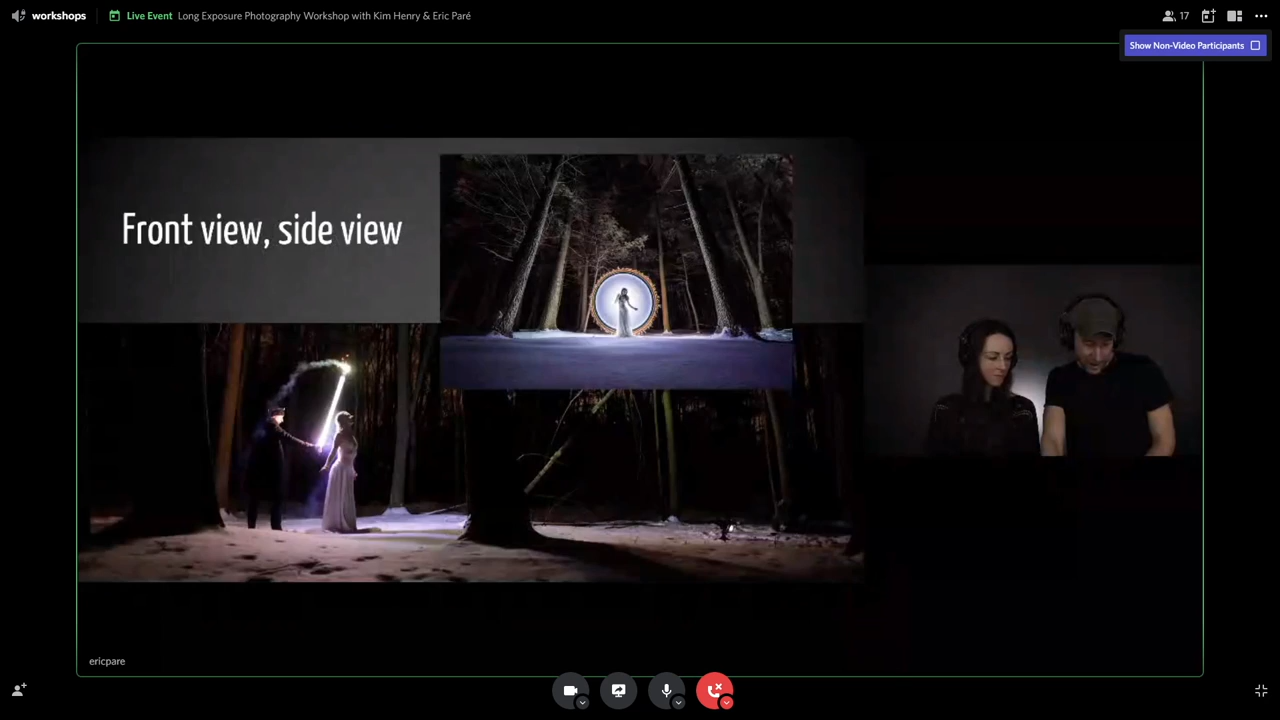 workshops
Live Event Long Exposure Photography Workshop with Kim Henry & Eric Paré
17
Show Non-Video Participants
Front view, side view
ericpare